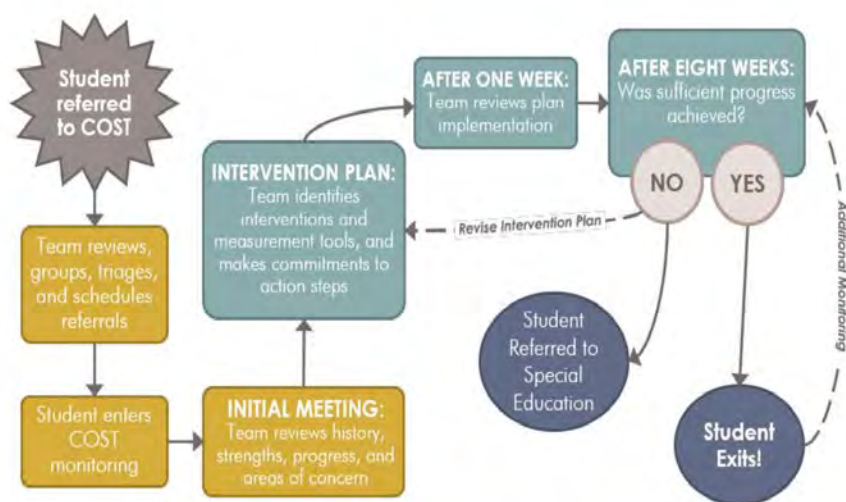 Student
referred
to COST
Team reviews,
groups, triages,
and schedules
referrals
Student enters
COST
monitoring
INITIAL MEETING:
Team reviews history,
strengths, progress, and
areas of concern
INTERVENTION PLAN:
Team identifies
interventions and
measurement tools, and
makes commitments to
action steps
AFTER ONE WEEK:
Team reviews plan
implementation
AFTER EIGHT WEEKS:
Was sufficient progress
achieved?
NO
YES
Revise Intervention Plan
Student
Referred to
Special
Education
Student
Exits!
Additional Monitoring